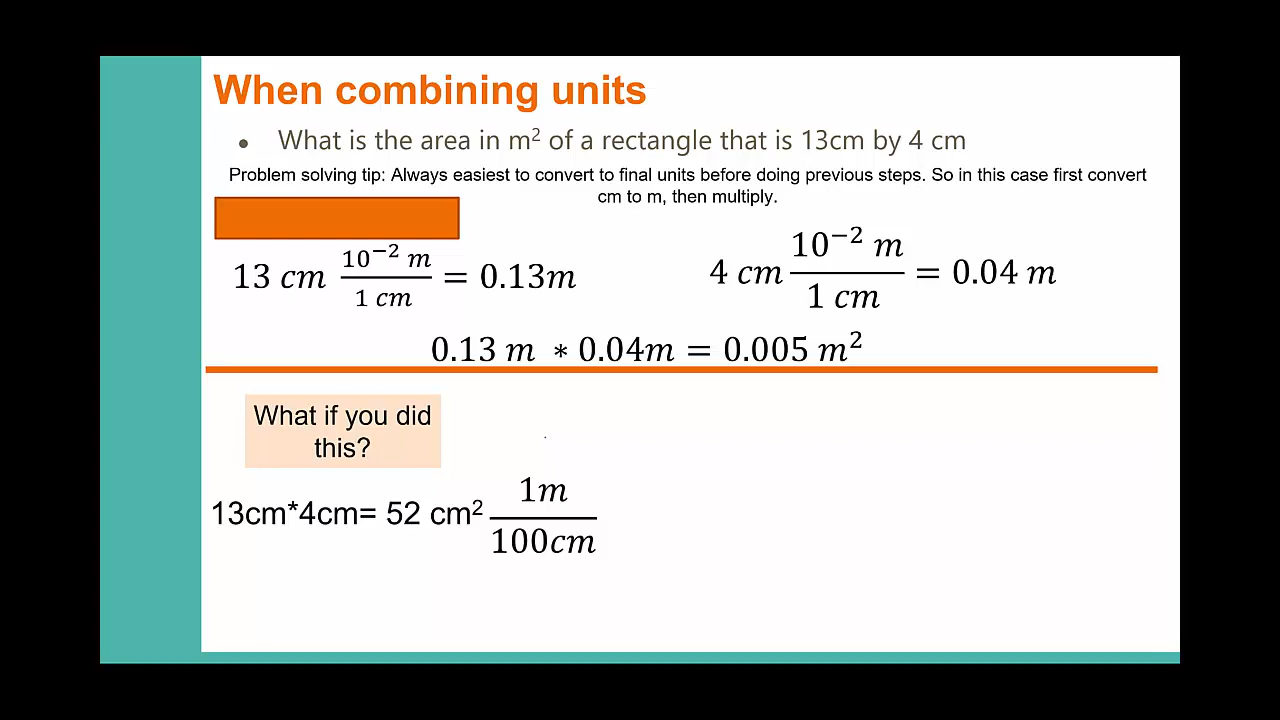 When combining units
• What is the area in m² of a rectangle that is 13cm by 4 cm
Problem solving tip: Always easiest to convert to final units before doing previous steps. So in this case first convert
cm to m, then multiply.
13 cm 10⁻² m / 1 cm = 0.13m
4 cm 10⁻² m / 1 cm = 0.04 m
0.13 m * 0.04m = 0.005 m²
What if you did
this?
13cm*4cm= 52 cm² 1m / 100cm